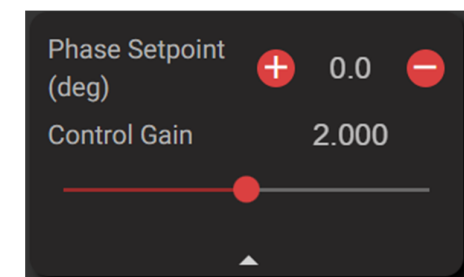 Phase Setpoint
(deg)
+ 0.0 −
Control Gain 2.000